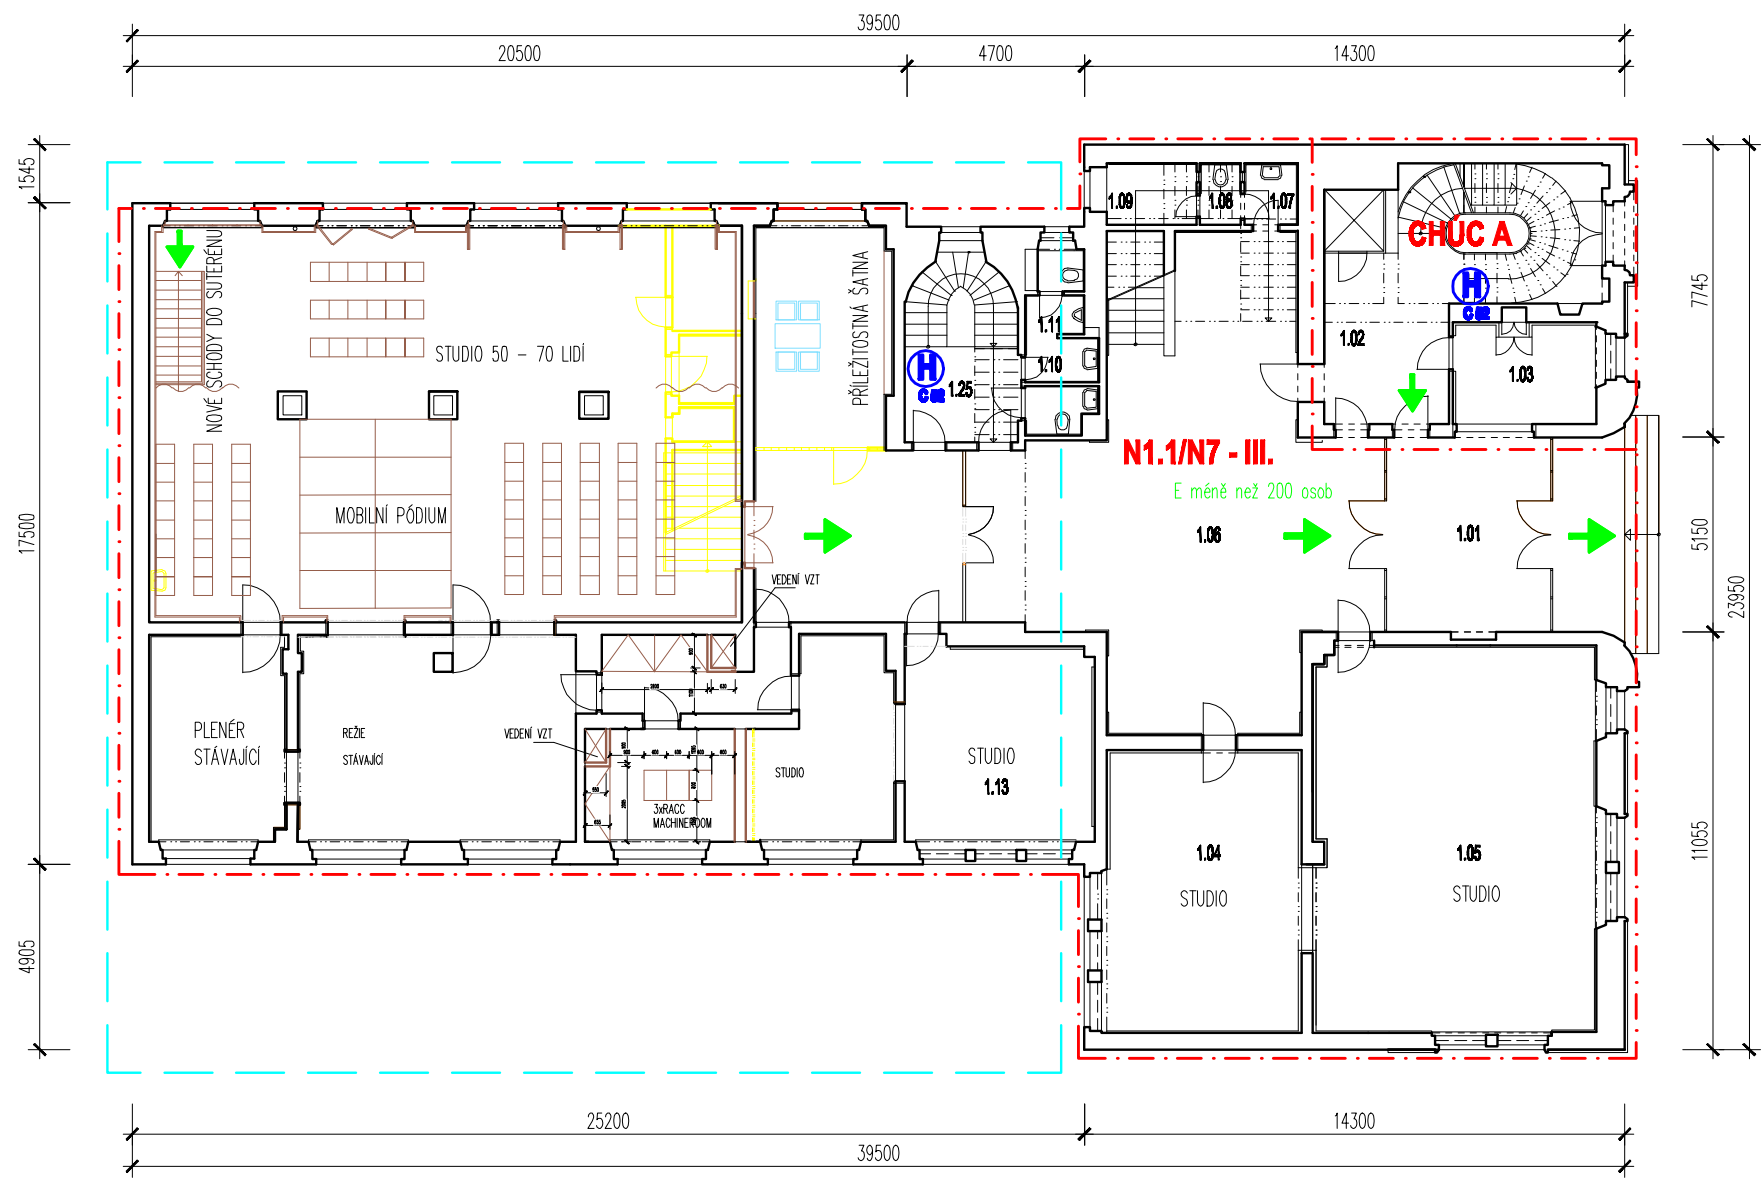 39500
20500
4700
14300
1545
17500
4905
7745
5150
11055
23950
1.09
1.08
1.07
CHÚC A
H
C 52
1.02
1.03
NOVÉ SCHODY DO SUTERÉNU
STUDIO 50 – 70 LIDÍ
PŘÍLEŽITOSTNÁ ŠATNA
H
C 52
1.25
1.11
1.10
N1.1/N7 - III.
E méně než 200 osob
MOBILNÍ PÓDIUM
1.06
1.01
VEDENÍ VZT
PLENÉR
STÁVAJÍCÍ
REŽIE
STÁVAJÍCÍ
VEDENÍ VZT
STUDIO
STUDIO
1.13
3xRACC
MACHINEROOM
1.04
STUDIO
1.05
STUDIO
25200
14300
39500